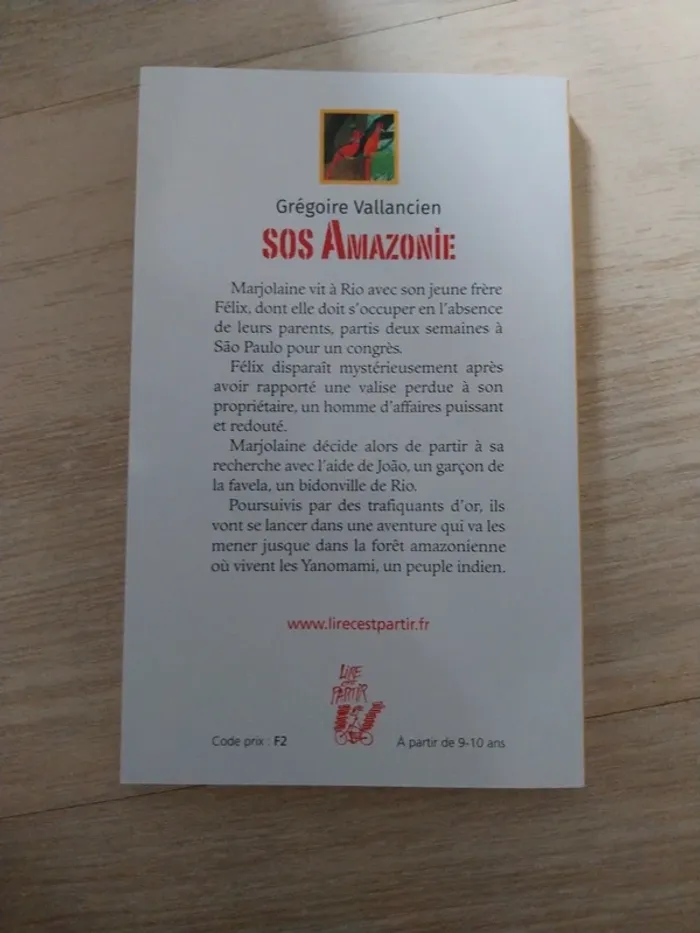 Grégoire Vallancien
SOS AMAZONIE
Marjolaine vit à Rio avec son jeune frère
Félix, dont elle doit s'occuper en l'absence
de leurs parents, partis deux semaines à
São Paulo pour un congrès.
Félix disparaît mystérieusement après
avoir rapporté une valise perdue à son
propriétaire, un homme d'affaires puissant
et redouté.
Marjolaine décide alors de partir à sa
recherche avec l'aide de João, un garçon de
la favela, un bidonville de Rio.
Poursuivis par des trafiquants d'or, ils
vont se lancer dans une aventure qui va les
mener jusque dans la forêt amazonienne
où vivent les Yanomami, un peuple indien.
www.lirecestpartir.fr
LIRE
c'est
PARTIR
Code prix : F2
À partir de 9-10 ans